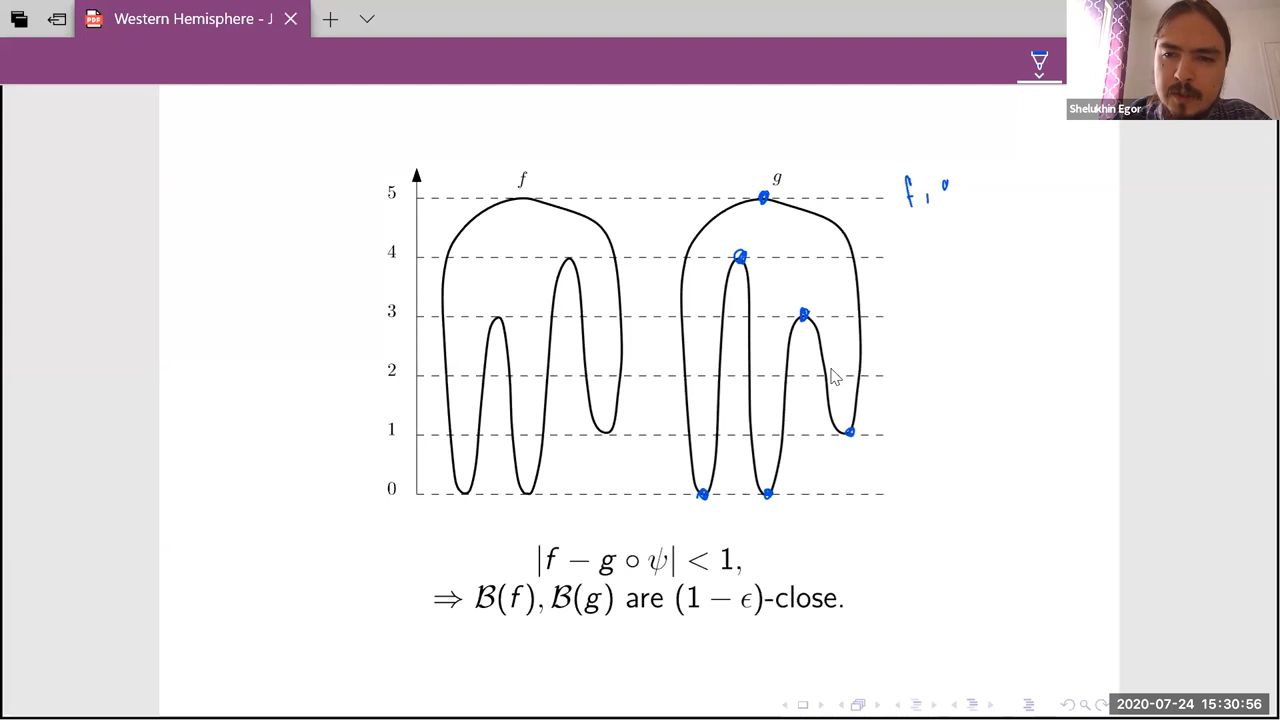 Western Hemisphere - J
Shelukhin Egor
f
g
f,
5
4
3
2
1
0
|f − g ∘ ψ| < 1,
⇒ ℬ(f), ℬ(g) are (1 − ϵ)-close.
2020-07-24 15:30:56